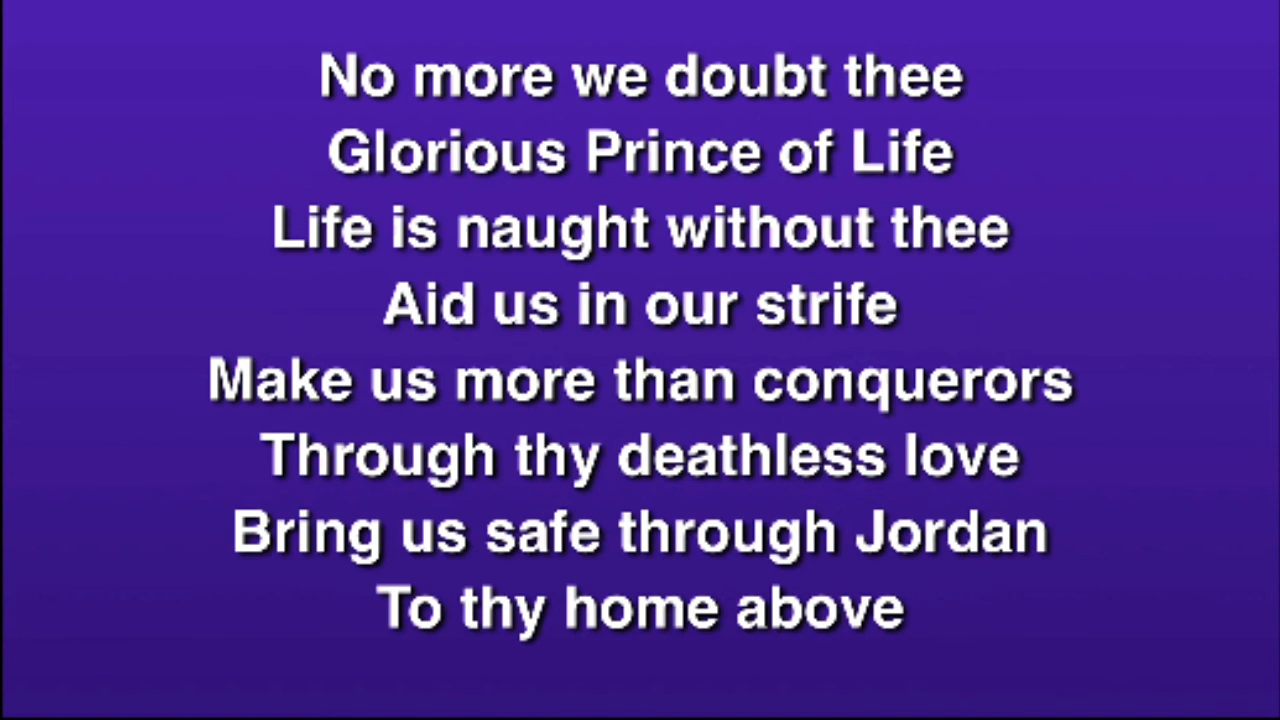 No more we doubt thee
Glorious Prince of Life
Life is naught without thee
Aid us in our strife
Make us more than conquerors
Through thy deathless love
Bring us safe through Jordan
To thy home above